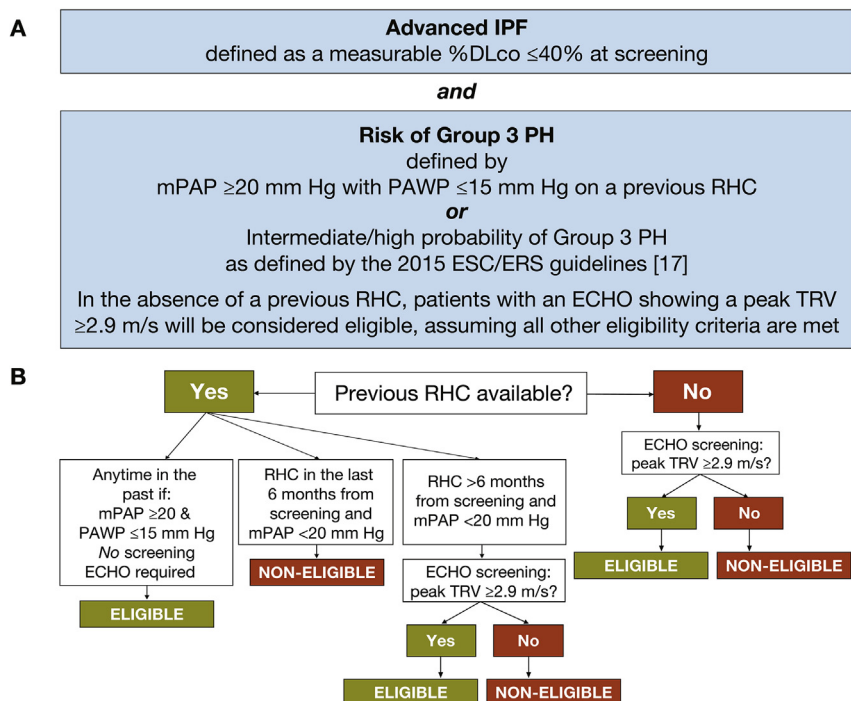 A
Advanced IPF
defined as a measurable %DLco ≤40% at screening
and
Risk of Group 3 PH
defined by
mPAP ≥20 mm Hg with PAWP ≤15 mm Hg on a previous RHC
or
Intermediate/high probability of Group 3 PH
as defined by the 2015 ESC/ERS guidelines [17]
In the absence of a previous RHC, patients with an ECHO showing a peak TRV
≥2.9 m/s will be considered eligible, assuming all other eligibility criteria are met
B
Yes
Previous RHC available?
No
Anytime in the
past if:
mPAP ≥20 &
PAWP ≤15 mm Hg
No screening
ECHO required
ELIGIBLE
RHC in the last
6 months from
screening and
mPAP <20 mm Hg
NON-ELIGIBLE
RHC >6 months
from screening and
mPAP <20 mm Hg
ECHO screening:
peak TRV ≥2.9 m/s?
Yes
No
ELIGIBLE
NON-ELIGIBLE
ECHO screening:
peak TRV ≥2.9 m/s?
Yes
No
ELIGIBLE
NON-ELIGIBLE